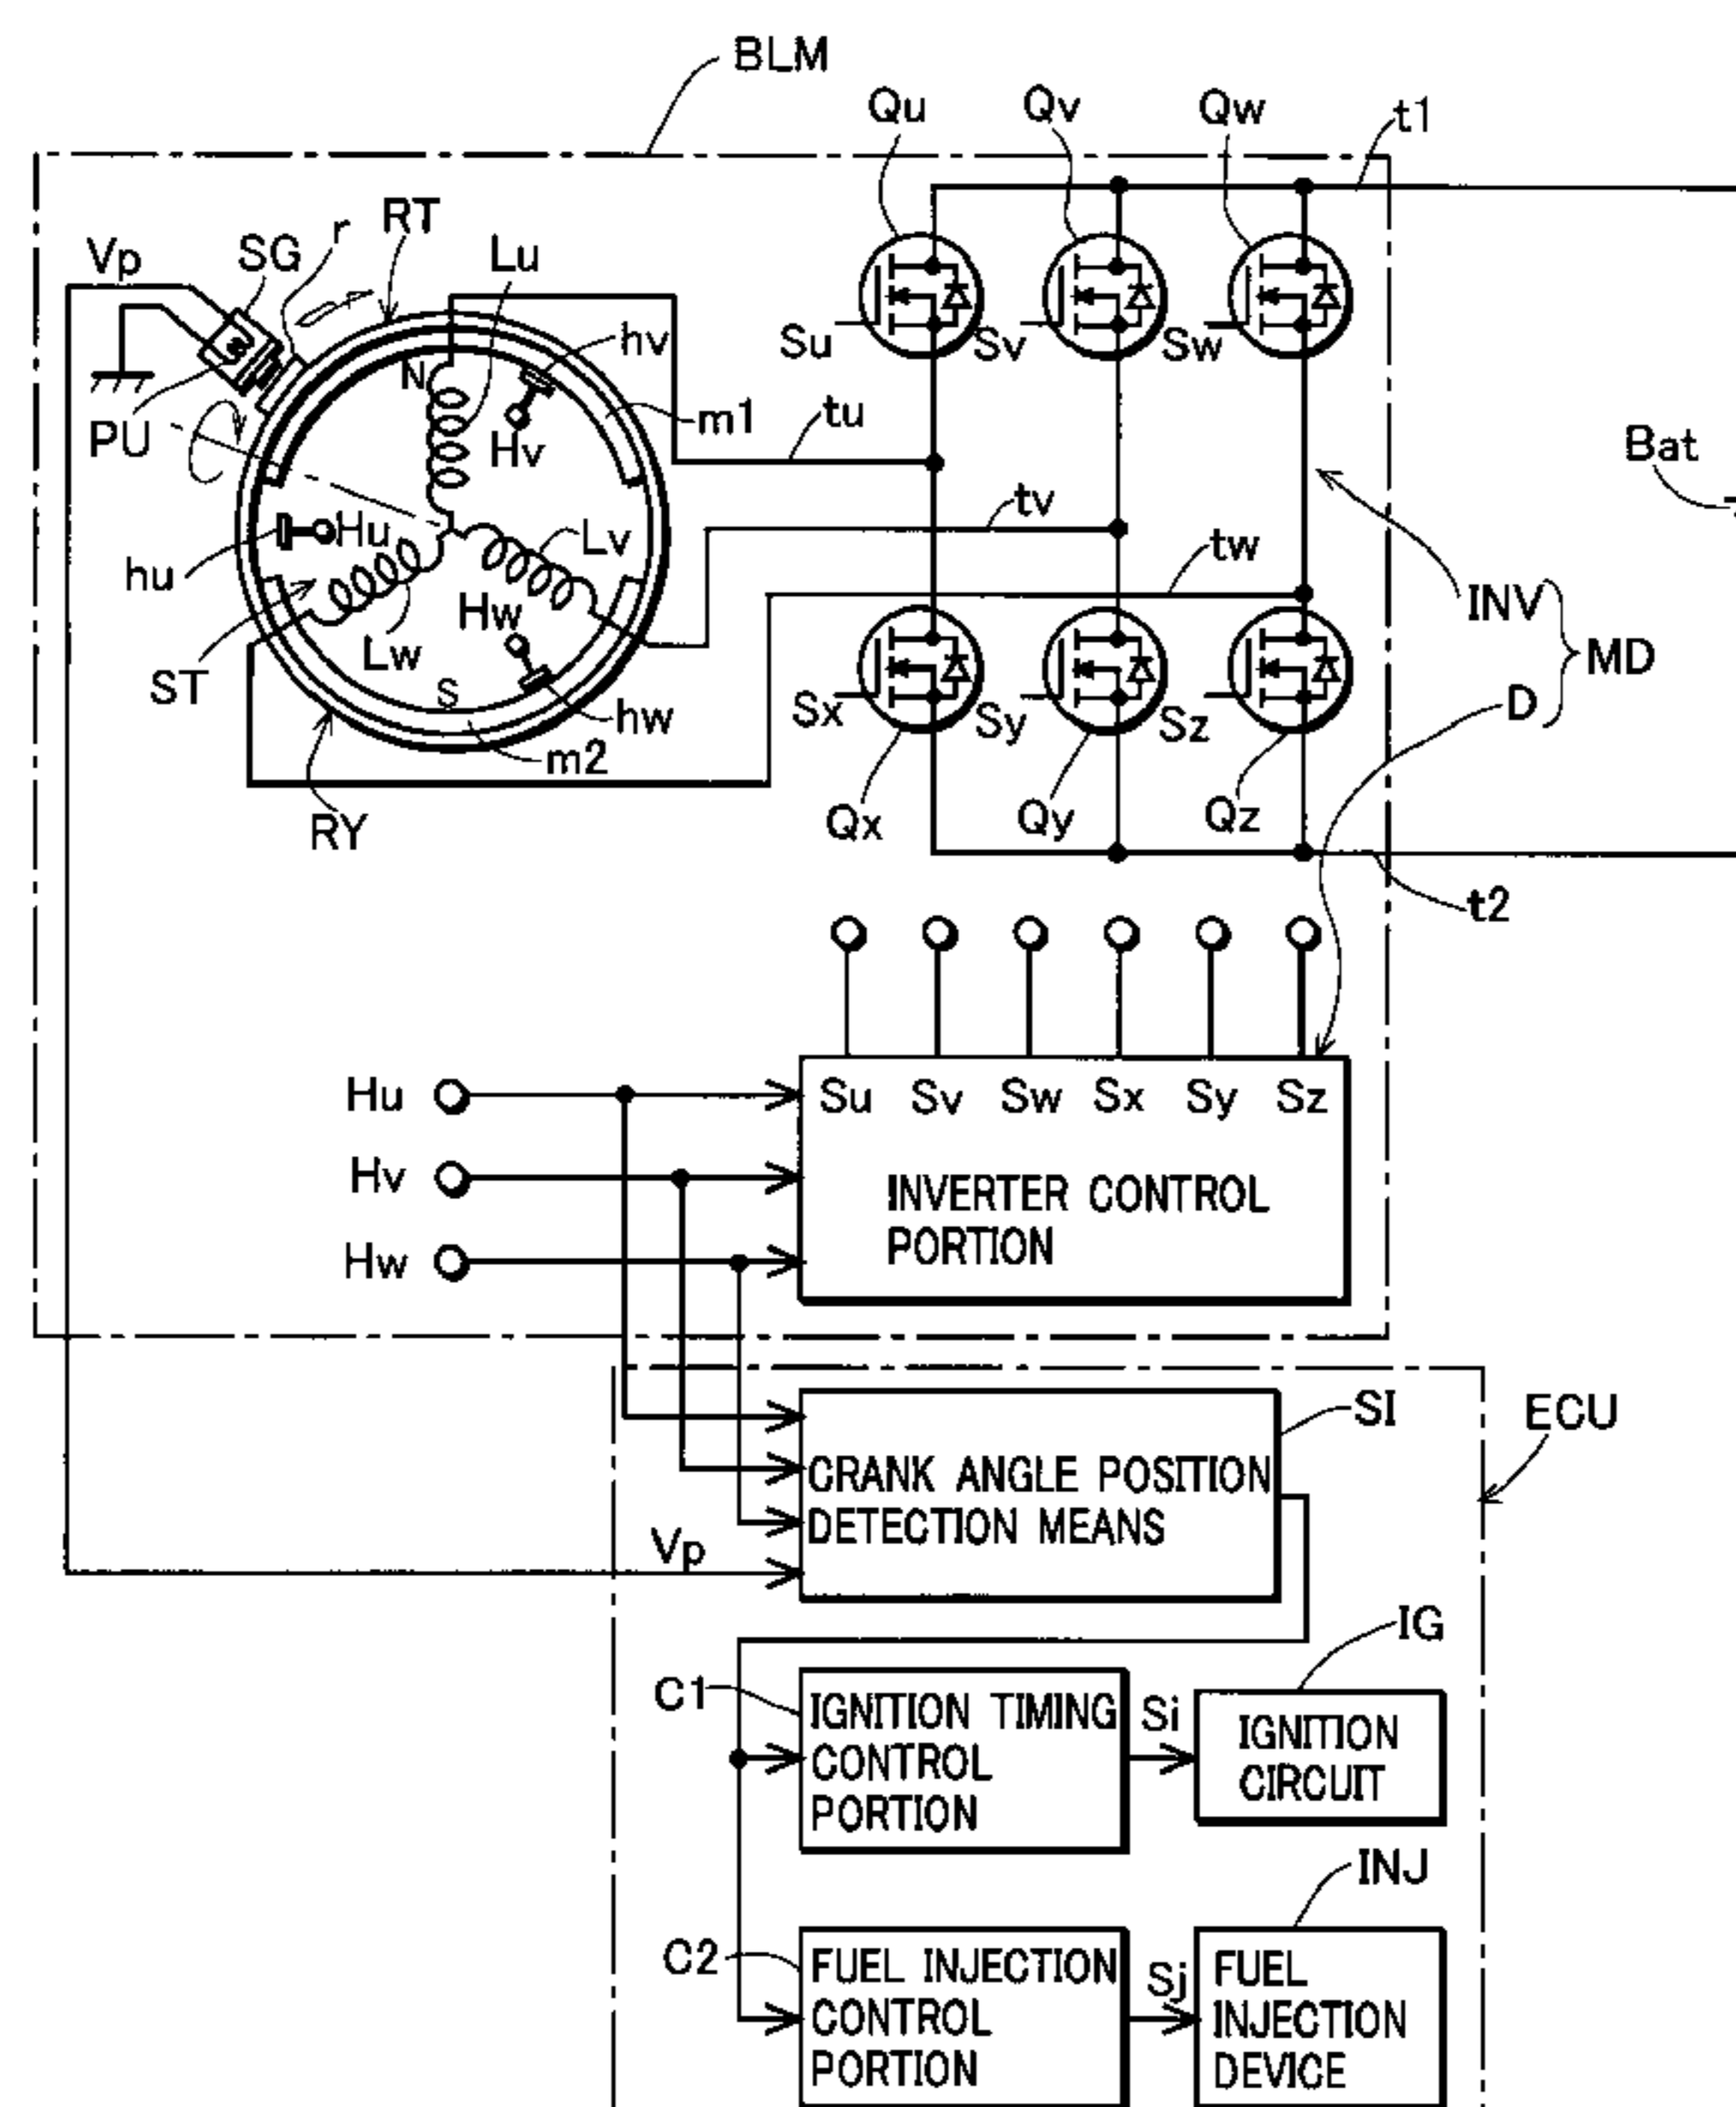 BLM
Qu Qv Qw t1
Vp SG r RT Lu
hv
Su Sv Sw
N
m1 tu
PU Hv
Bat
tv
Hu Lv
hu tw
Hw INV
Lw MD
ST S
Sx Sy Sz D
hw
m2
RY Qx Qy Qz
t2
Hu Su Sv Sw Sx Sy Sz
Hv INVERTER CONTROL
Hw PORTION
SI
ECU
CRANK ANGLE POSITION
DETECTION MEANS
Vp
IG
C1 IGNITION TIMING
CONTROL
PORTION
Si
IGNITION
CIRCUIT
INJ
C2 FUEL INJECTION
CONTROL
PORTION
Sj
FUEL
INJECTION
DEVICE